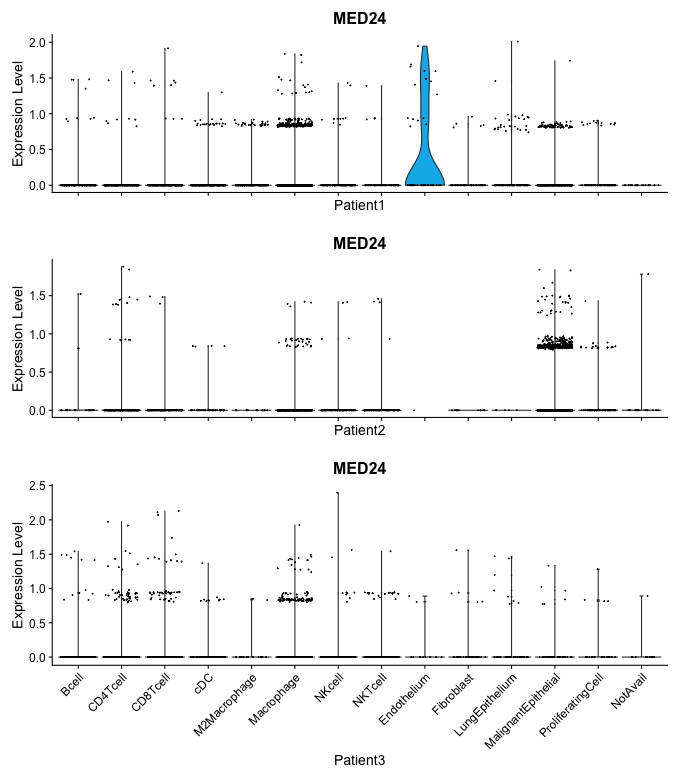 MED24
Expression Level
2.0
1.5
1.0
0.5
0.0
Patient1
MED24
Expression Level
1.5
1.0
0.5
0.0
Patient2
MED24
Expression Level
2.5
2.0
1.5
1.0
0.5
0.0
Bcell
CD4Tcell
CD8Tcell
cDC
M2Macrophage
Macrophage
NKcell
NKTcell
Endothelium
Fibroblast
LungEpithelium
MalignantEpithelial
ProliferatingCell
NotAvail
Patient3